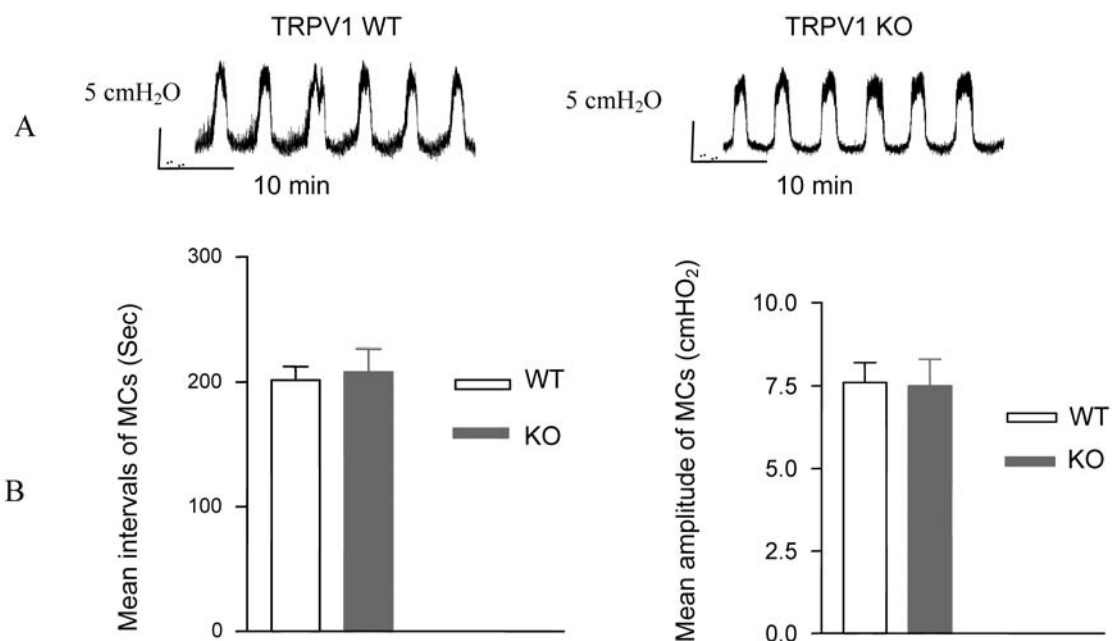 TRPV1 WT
TRPV1 KO
A
5 cmH₂O
5 cmH₂O
10 min
10 min
B
Mean intervals of MCs (Sec)
300
200
100
0
WT
KO
Mean amplitude of MCs (cmHO₂)
10.0
7.5
5.0
2.5
0.0
WT
KO